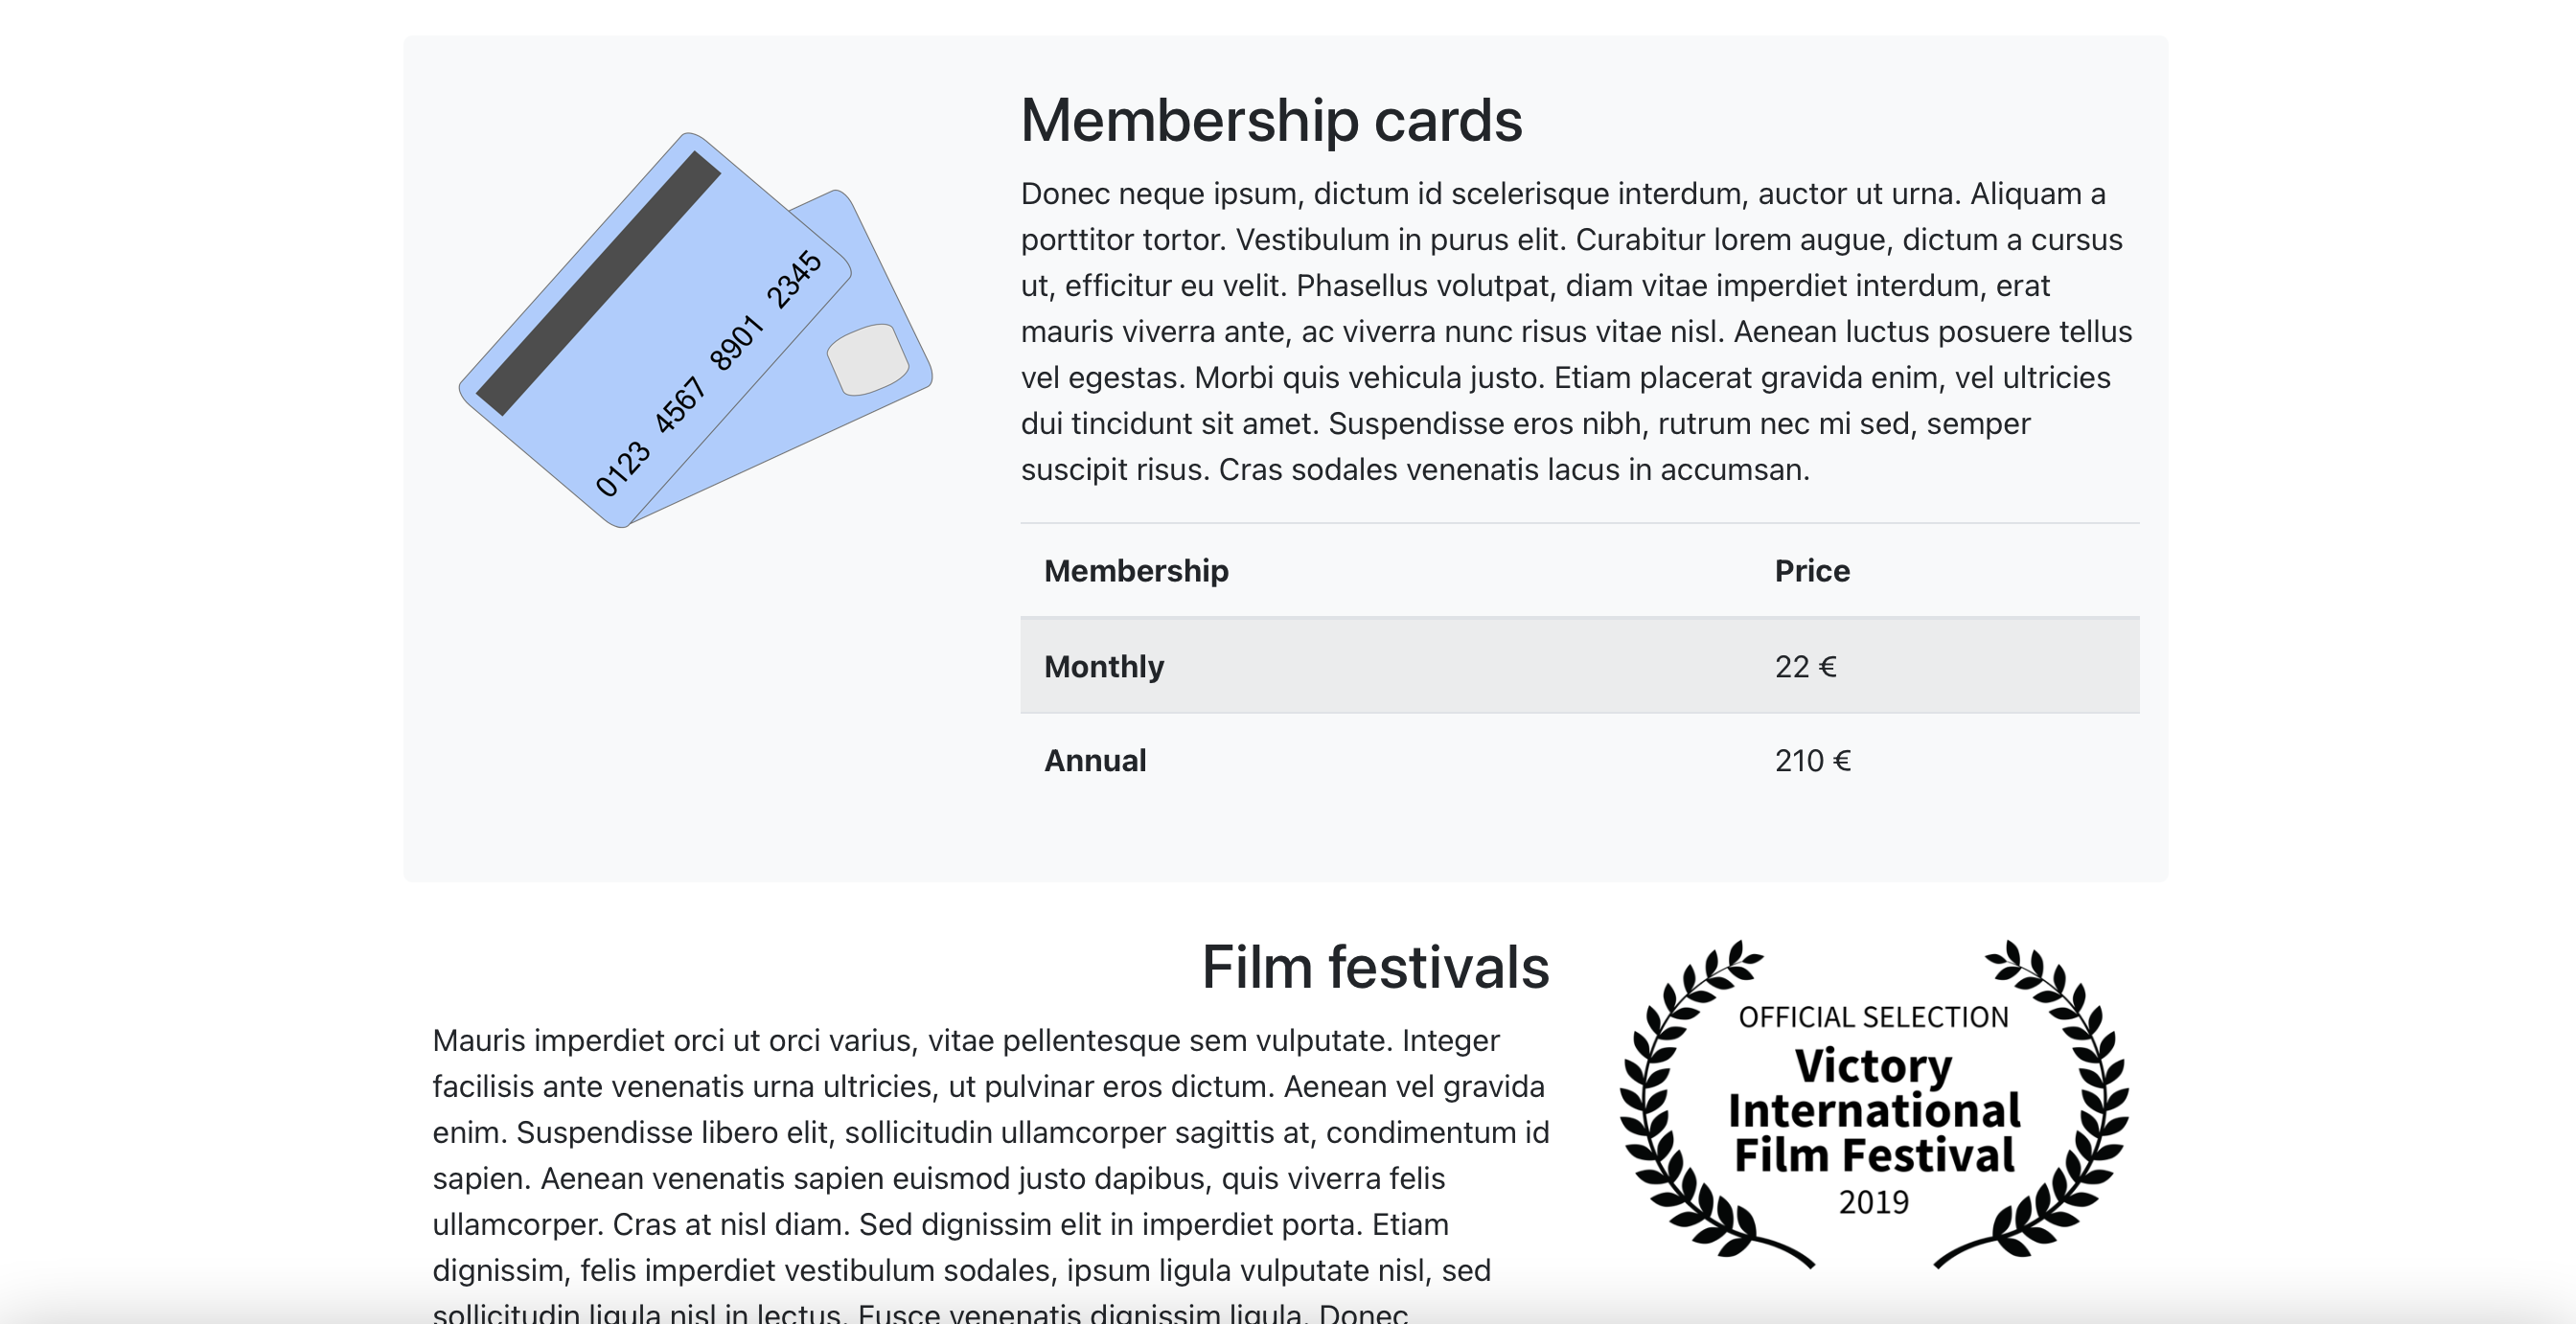 Membership cards
0123 4567 8901 2345
Donec neque ipsum, dictum id scelerisque interdum, auctor ut urna. Aliquam a
porttitor tortor. Vestibulum in purus elit. Curabitur lorem augue, dictum a cursus
ut, efficitur eu velit. Phasellus volutpat, diam vitae imperdiet interdum, erat
mauris viverra ante, ac viverra nunc risus vitae nisl. Aenean luctus posuere tellus
vel egestas. Morbi quis vehicula justo. Etiam placerat gravida enim, vel ultricies
dui tincidunt sit amet. Suspendisse eros nibh, rutrum nec mi sed, semper
suscipit risus. Cras sodales venenatis lacus in accumsan.
Membership Price
Monthly 22 €
Annual 210 €
Film festivals
Mauris imperdiet orci ut orci varius, vitae pellentesque sem vulputate. Integer
facilisis ante venenatis urna ultricies, ut pulvinar eros dictum. Aenean vel gravida
enim. Suspendisse libero elit, sollicitudin ullamcorper sagittis at, condimentum id
sapien. Aenean venenatis sapien euismod justo dapibus, quis viverra felis
ullamcorper. Cras at nisl diam. Sed dignissim elit in imperdiet porta. Etiam
dignissim, felis imperdiet vestibulum sodales, ipsum ligula vulputate nisl, sed
sollicitudin ligula nisl in lectus. Fusce venenatis dignissim ligula. Donec
OFFICIAL SELECTION
Victory
International
Film Festival
2019